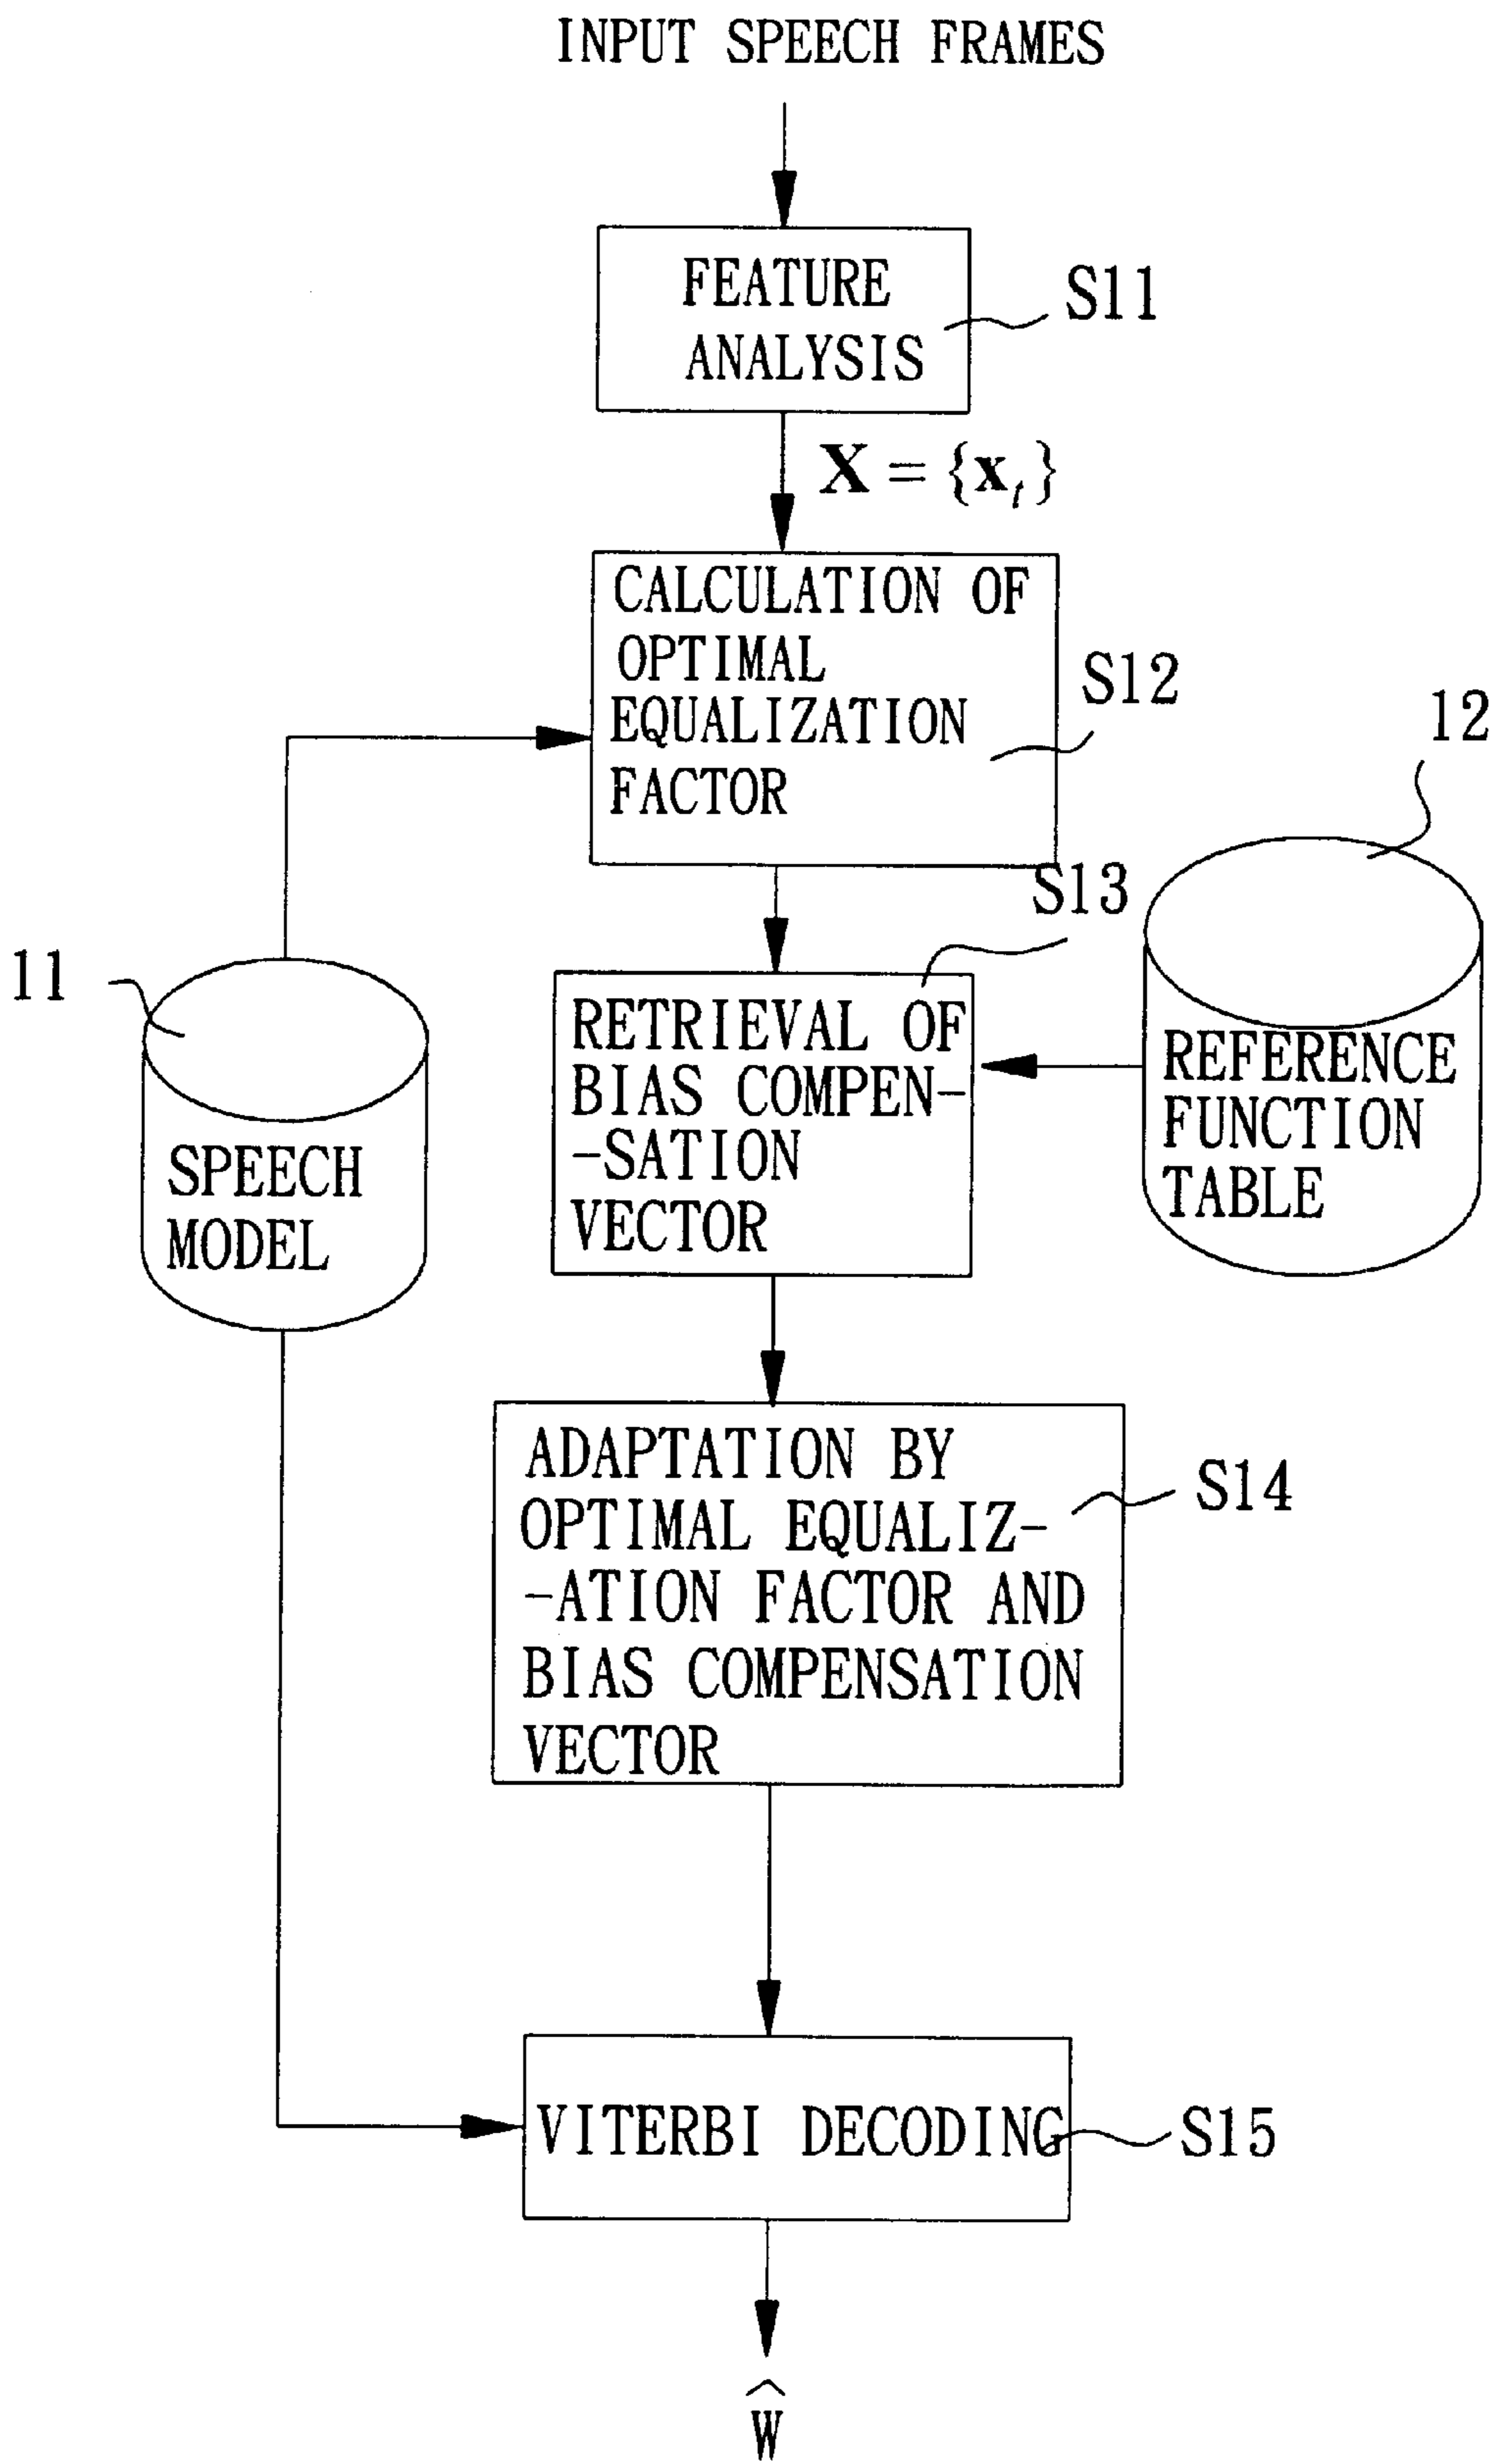 INPUT SPEECH FRAMES
FEATURE
ANALYSIS
S11
X = {x_t}
CALCULATION OF
OPTIMAL
EQUALIZATION
FACTOR
S12
12
S13
11
RETRIEVAL OF
BIAS COMPEN-
-SATION
VECTOR
REFERENCE
FUNCTION
TABLE
SPEECH
MODEL
ADAPTATION BY
OPTIMAL EQUALIZ-
-ATION FACTOR AND
BIAS COMPENSATION
VECTOR
S14
VITERBI DECODING
S15
Ŵ